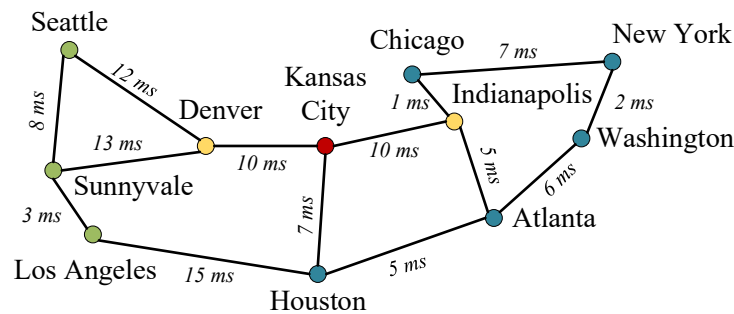 Seattle
New York
Chicago
7 ms
12 ms
Kansas
City
8 ms
Denver
1 ms
Indianapolis
2 ms
13 ms
10 ms
10 ms
Washington
5 ms
Sunnyvale
6 ms
3 ms
7 ms
Atlanta
Los Angeles
15 ms
5 ms
Houston